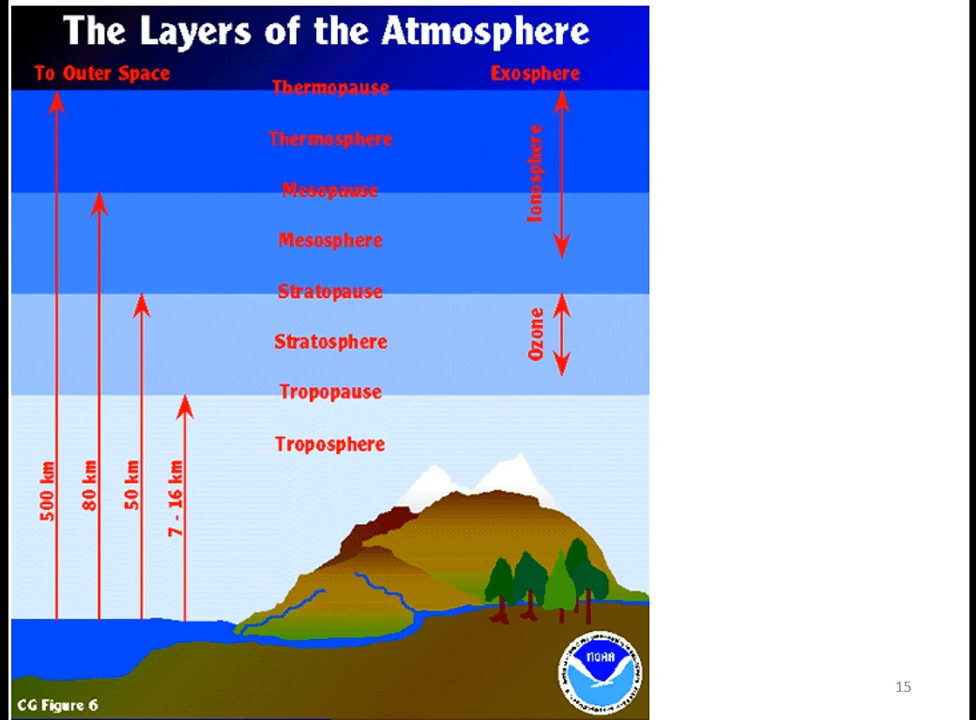 The Layers of the Atmosphere
To Outer Space
Exosphere
Thermopause
Thermosphere
Ionosphere
Mesopause
Mesosphere
Stratopause
Stratosphere
Ozone
Tropopause
Troposphere
500 km
80 km
50 km
7 - 16 km
NOAA
CG Figure 6
15